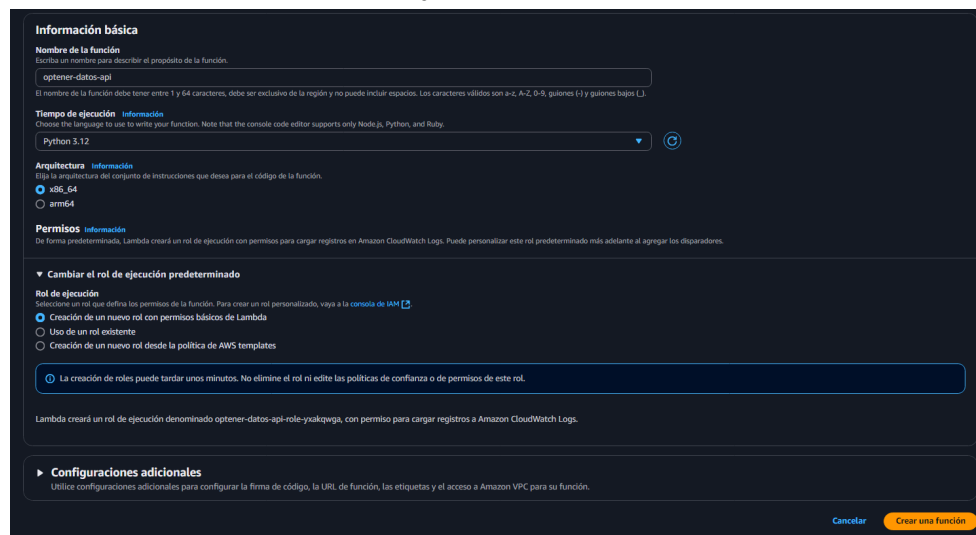 Información básica
Nombre de la función
Escriba un nombre para describir el propósito de la función.
optener-datos-api
El nombre de la función debe tener entre 1 y 64 caracteres, debe ser exclusivo de la región y no puede incluir espacios. Los caracteres válidos son a-z, A-Z, 0-9, guiones (-) y guiones bajos (_).
Tiempo de ejecución Información
Choose the language to use to write your function. Note that the console code editor supports only Node.js, Python, and Ruby.
Python 3.12
Arquitectura Información
Elija la arquitectura del conjunto de instrucciones que desea para el código de la función.
x86_64
arm64
Permisos Información
De forma predeterminada, Lambda creará un rol de ejecución con permisos para cargar registros en Amazon CloudWatch Logs. Puede personalizar este rol predeterminado más adelante al agregar los disparadores.
Cambiar el rol de ejecución predeterminado
Rol de ejecución
Seleccione un rol que defina los permisos de la función. Para crear un rol personalizado, vaya a la consola de IAM.
Creación de un nuevo rol con permisos básicos de Lambda
Uso de un rol existente
Creación de un nuevo rol desde la política de AWS templates
La creación de roles puede tardar unos minutos. No elimine el rol ni edite las políticas de confianza o de permisos de este rol.
Lambda creará un rol de ejecución denominado optener-datos-api-role-yxakqwga, con permiso para cargar registros a Amazon CloudWatch Logs.
Configuraciones adicionales
Utilice configuraciones adicionales para configurar la firma de código, la URL de función, las etiquetas y el acceso a Amazon VPC para su función.
Cancelar Crear una función